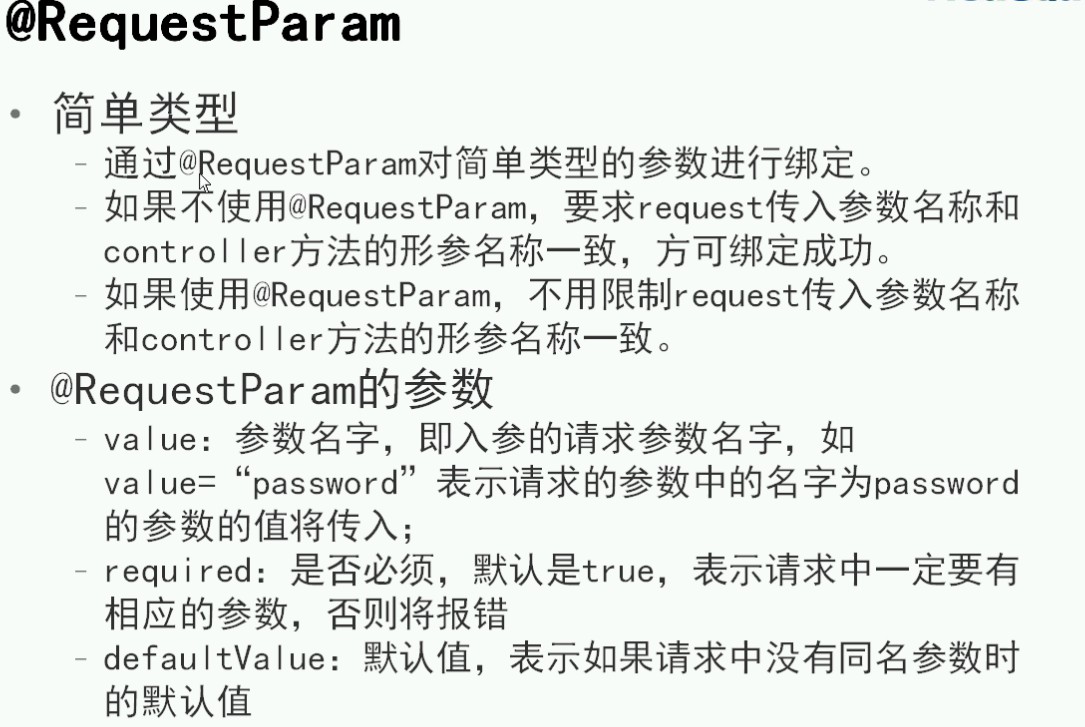 @RequestParam
• 简单类型
- 通过@RequestParam对简单类型的参数进行绑定。
- 如果不使用@RequestParam，要求request传入参数名称和
controller方法的形参名称一致，方可绑定成功。
- 如果使用@RequestParam，不用限制request传入参数名称
和controller方法的形参名称一致。
• @RequestParam的参数
- value：参数名字，即入参的请求参数名字，如
value=“password”表示请求的参数中的名字为password
的参数的值将传入；
- required：是否必须，默认是true，表示请求中一定要有
相应的参数，否则将报错
- defaultValue：默认值，表示如果请求中没有同名参数时
的默认值